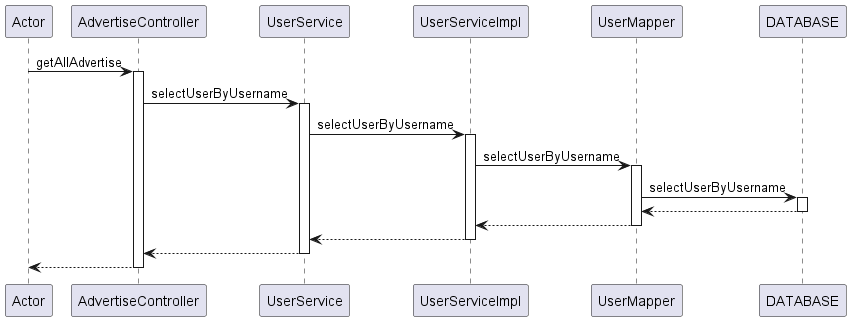 Actor AdvertiseController UserService UserServiceImpl UserMapper DATABASE
getAllAdvertise
selectUserByUsername
selectUserByUsername
selectUserByUsername
selectUserByUsername
Actor AdvertiseController UserService UserServiceImpl UserMapper DATABASE